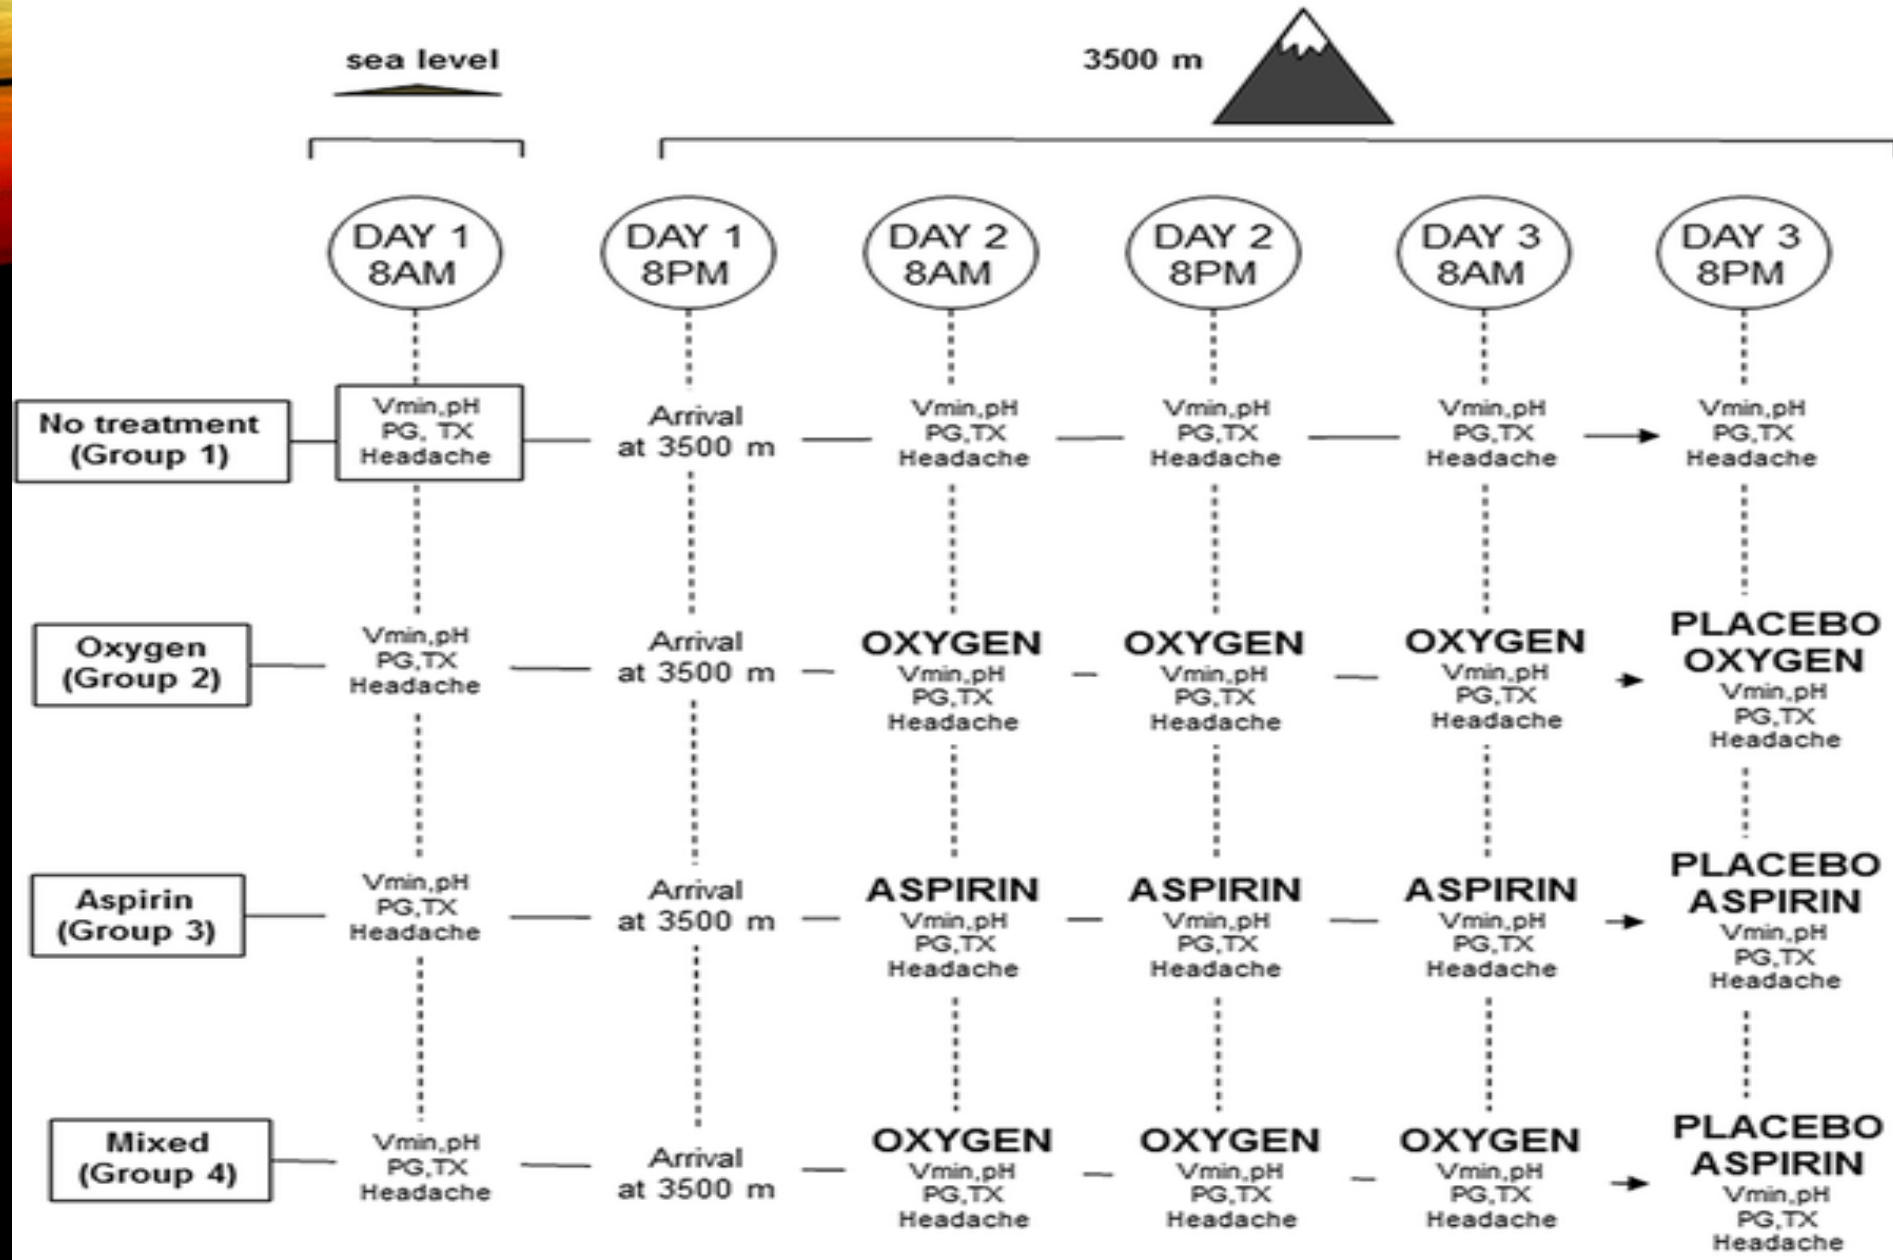 sea level
3500 m
DAY 1
8AM
DAY 1
8PM
DAY 2
8AM
DAY 2
8PM
DAY 3
8AM
DAY 3
8PM
No treatment
(Group 1)
Vmin,pH
PG, TX
Headache
Arrival
at 3500 m
Vmin,pH
PG,TX
Headache
Vmin,pH
PG,TX
Headache
Vmin,pH
PG,TX
Headache
Vmin,pH
PG,TX
Headache
Oxygen
(Group 2)
Vmin,pH
PG,TX
Headache
Arrival
at 3500 m
OXYGEN
Vmin,pH
PG,TX
Headache
OXYGEN
Vmin,pH
PG,TX
Headache
OXYGEN
Vmin,pH
PG,TX
Headache
PLACEBO
OXYGEN
Vmin,pH
PG,TX
Headache
Aspirin
(Group 3)
Vmin,pH
PG,TX
Headache
Arrival
at 3500 m
ASPIRIN
Vmin,pH
PG,TX
Headache
ASPIRIN
Vmin,pH
PG,TX
Headache
ASPIRIN
Vmin,pH
PG,TX
Headache
PLACEBO
ASPIRIN
Vmin,pH
PG,TX
Headache
Mixed
(Group 4)
Vmin,pH
PG,TX
Headache
Arrival
at 3500 m
OXYGEN
Vmin,pH
PG,TX
Headache
OXYGEN
Vmin,pH
PG,TX
Headache
OXYGEN
Vmin,pH
PG,TX
Headache
PLACEBO
ASPIRIN
Vmin,pH
PG,TX
Headache